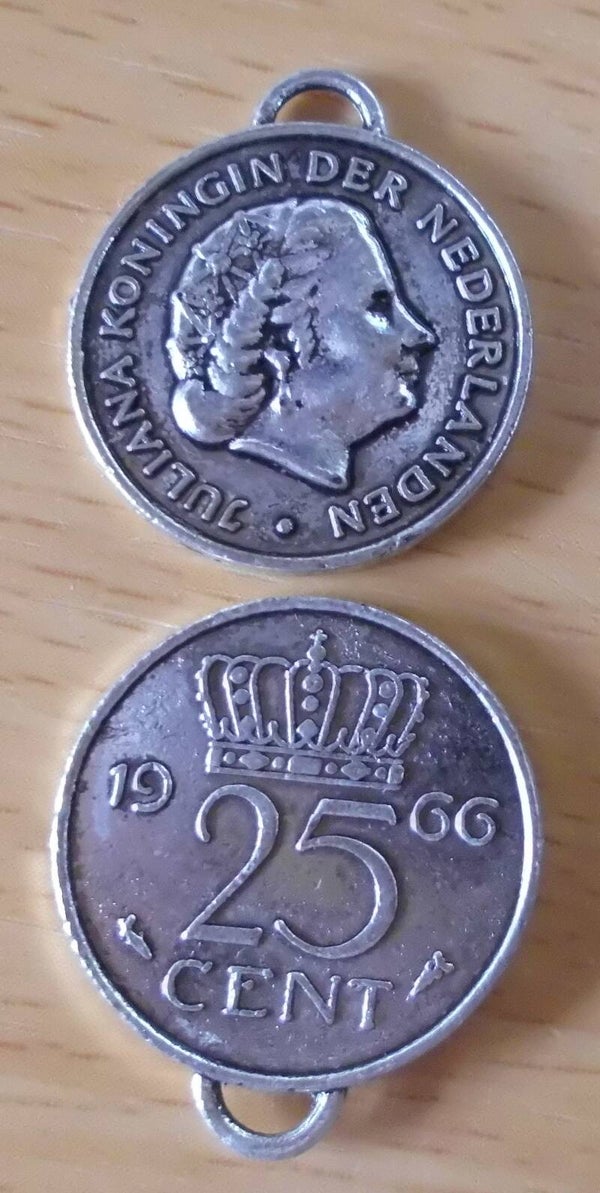 JULIANA KONINGIN DER NEDERLANDEN
19 66
25
CENT